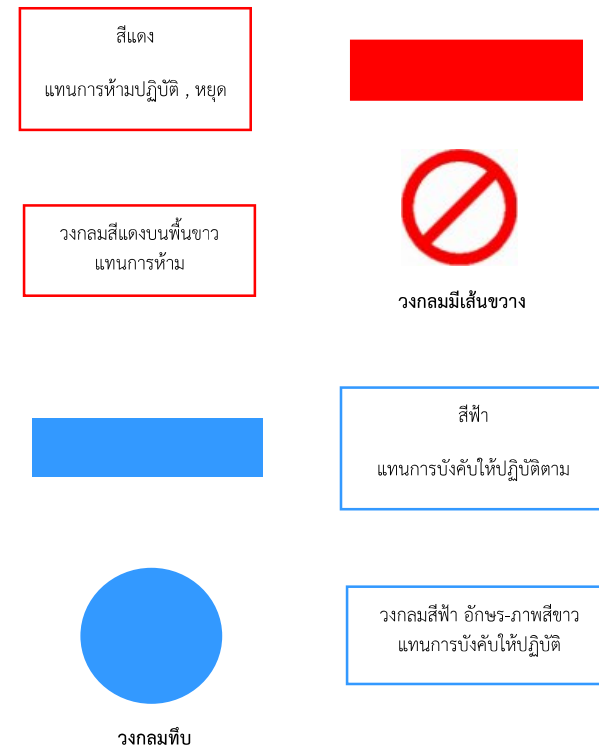 สีแดง
แทนการห้ามปฏิบัติ , หยุด
วงกลมสีแดงบนพื้นขาว
แทนการห้าม
วงกลมมีเส้นขวาง
สีฟ้า
แทนการบังคับให้ปฏิบัติตาม
วงกลมสีฟ้า อักษร-ภาพสีขาว
แทนการบังคับให้ปฏิบัติ
วงกลมทึบ